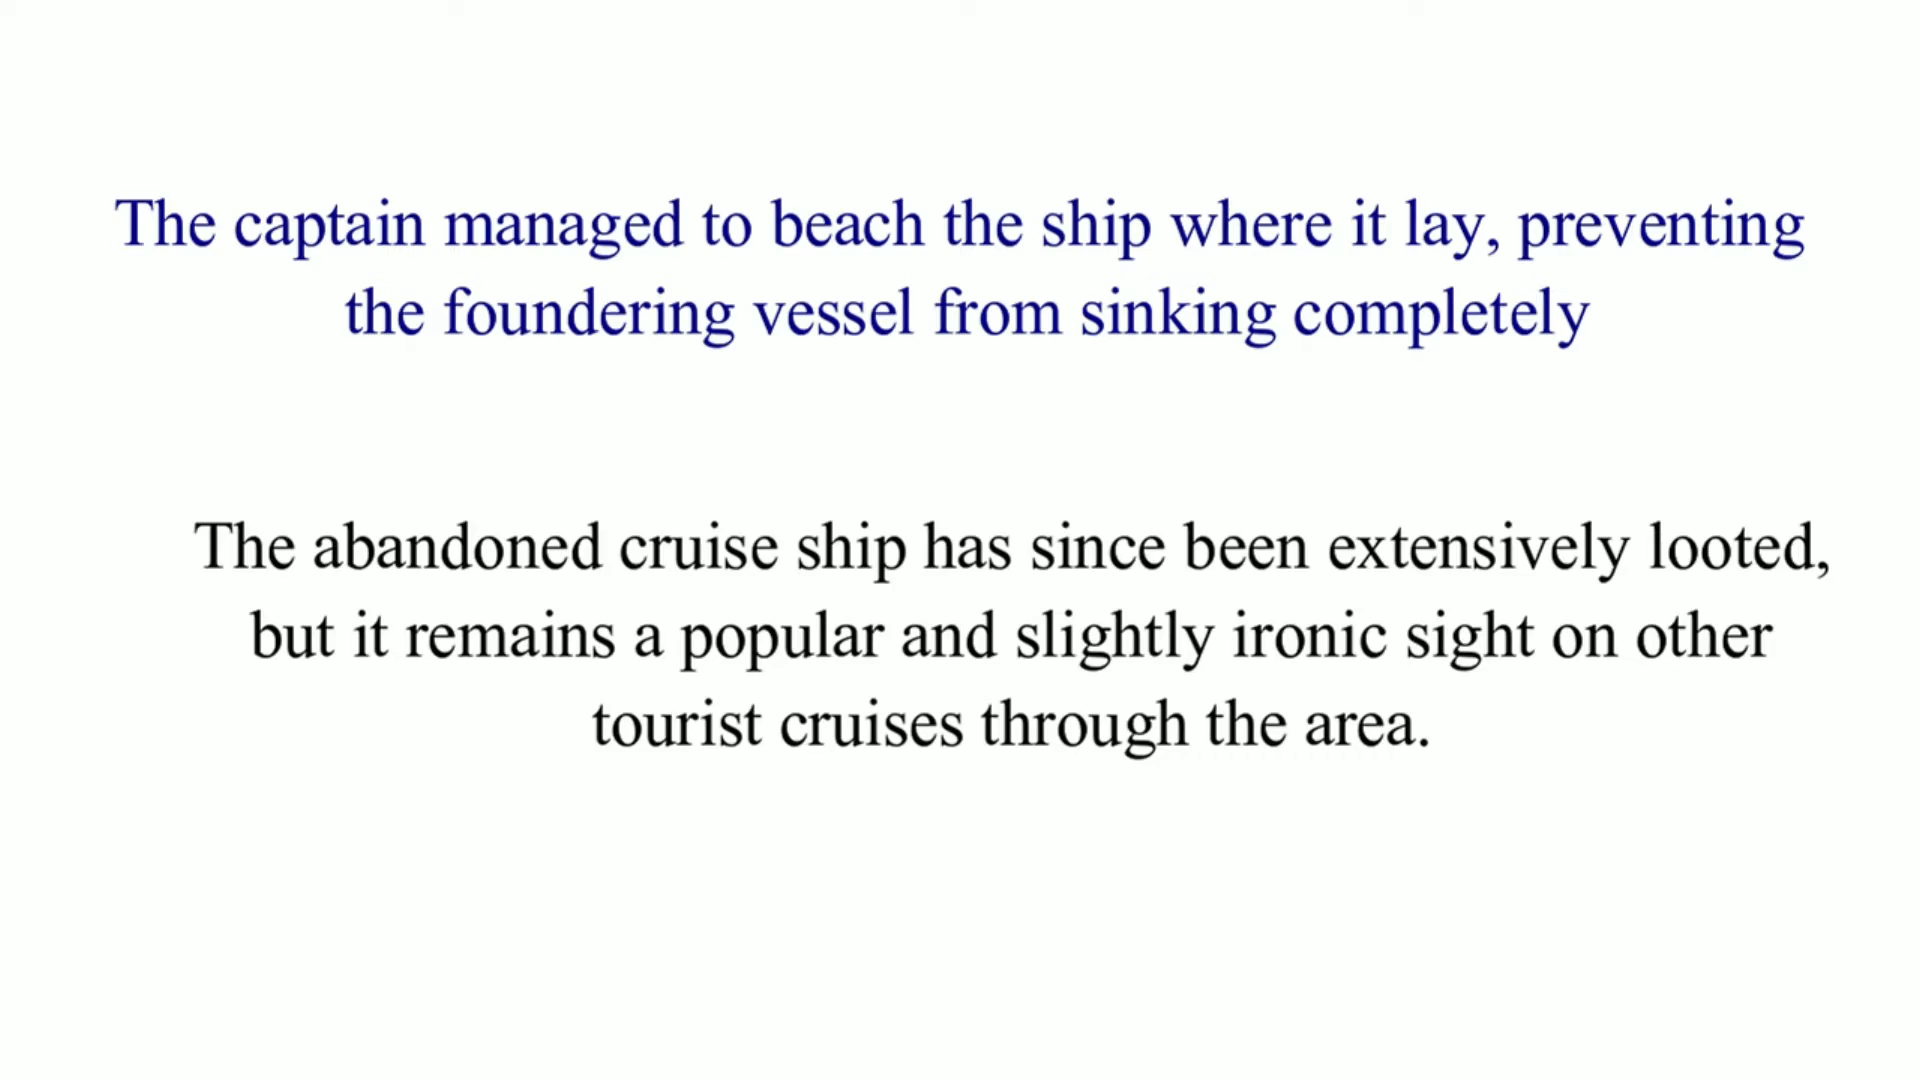 The captain managed to beach the ship where it lay, preventing
the foundering vessel from sinking completely
The abandoned cruise ship has since been extensively looted,
but it remains a popular and slightly ironic sight on other
tourist cruises through the area.